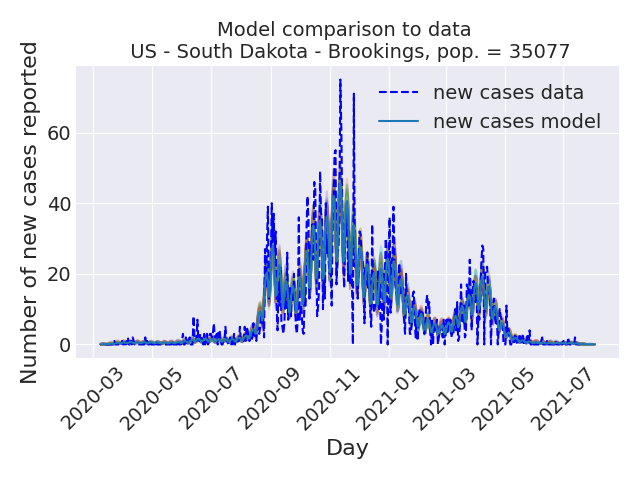 Model comparison to data
US - South Dakota - Brookings, pop. = 35077
Number of new cases reported
60
40
20
0
new cases data
new cases model
2020-03
2020-05
2020-07
2020-09
2020-11
2021-01
2021-03
2021-05
2021-07
Day